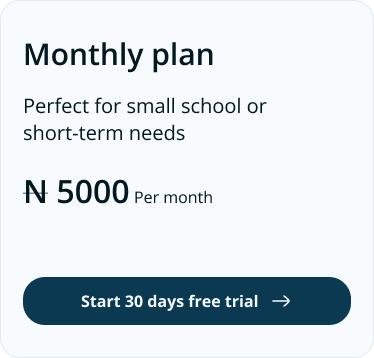 Monthly plan
Perfect for small school or
short-term needs
N 5000 Per month
Start 30 days free trial →